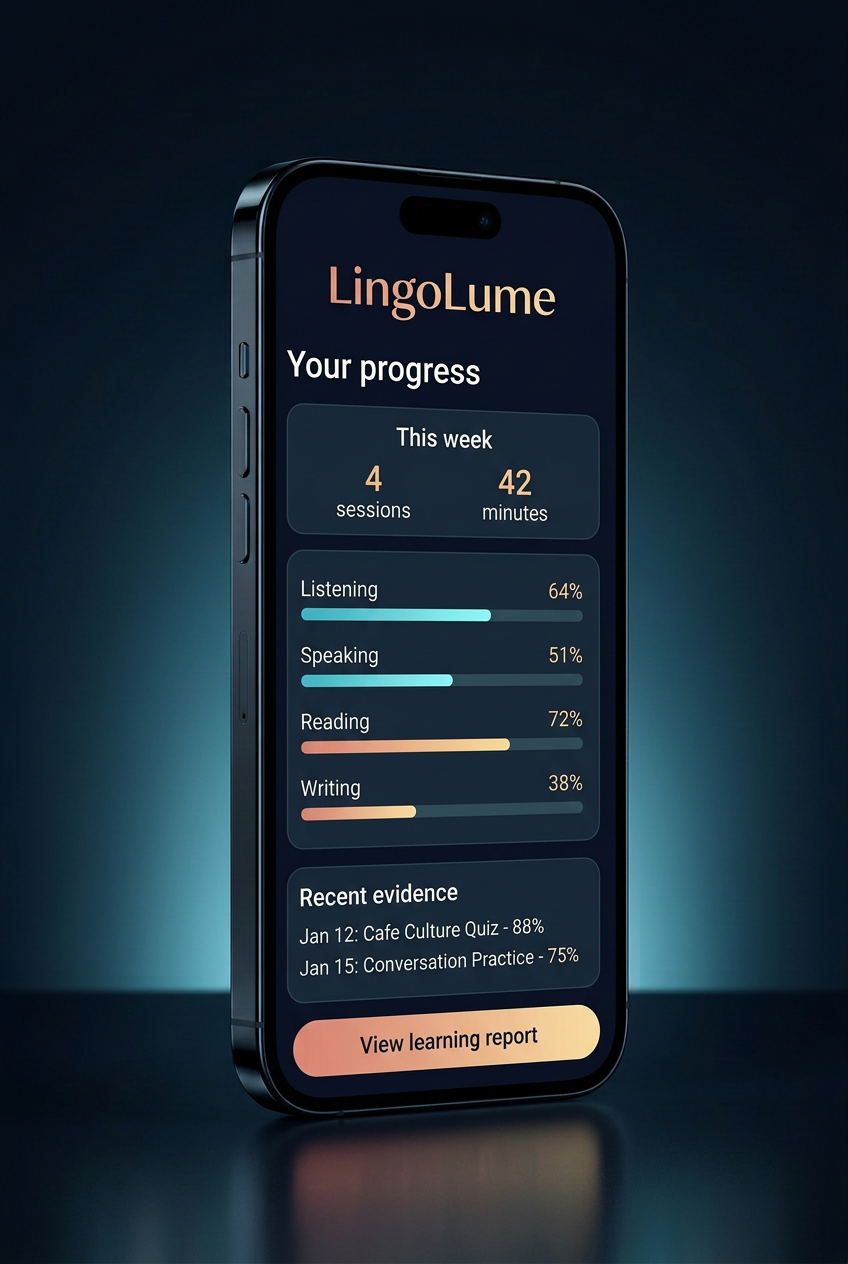 LingoLume
Your progress
This week
4
sessions
42
minutes
Listening
64%
Speaking
51%
Reading
72%
Writing
38%
Recent evidence
Jan 12: Cafe Culture Quiz - 88%
Jan 15: Conversation Practice - 75%
View learning report